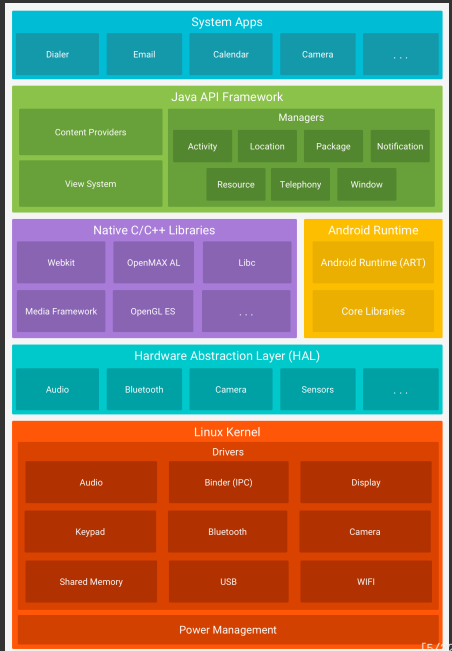 System Apps
Dialer Email Calendar Camera . . .
Java API Framework
Content Providers
View System
Managers
Activity Location Package Notification
Resource Telephony Window
Native C/C++ Libraries
Webkit OpenMAX AL Libc
Media Framework OpenGL ES . . .
Android Runtime
Android Runtime (ART)
Core Libraries
Hardware Abstraction Layer (HAL)
Audio Bluetooth Camera Sensors . . .
Linux Kernel
Drivers
Audio Binder (IPC) Display
Keypad Bluetooth Camera
Shared Memory USB WIFI
Power Management